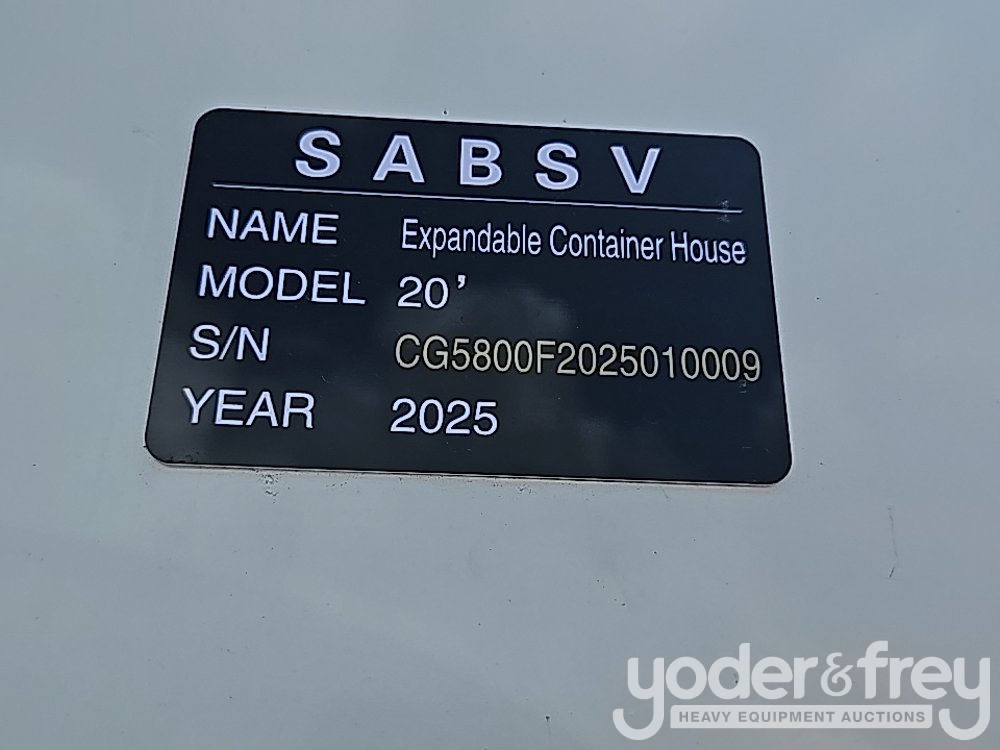 SABSV
NAME Expandable Container House
MODEL 20'
S/N CG5800F2025010009
YEAR 2025
yoder&frey
HEAVY EQUIPMENT AUCTIONS